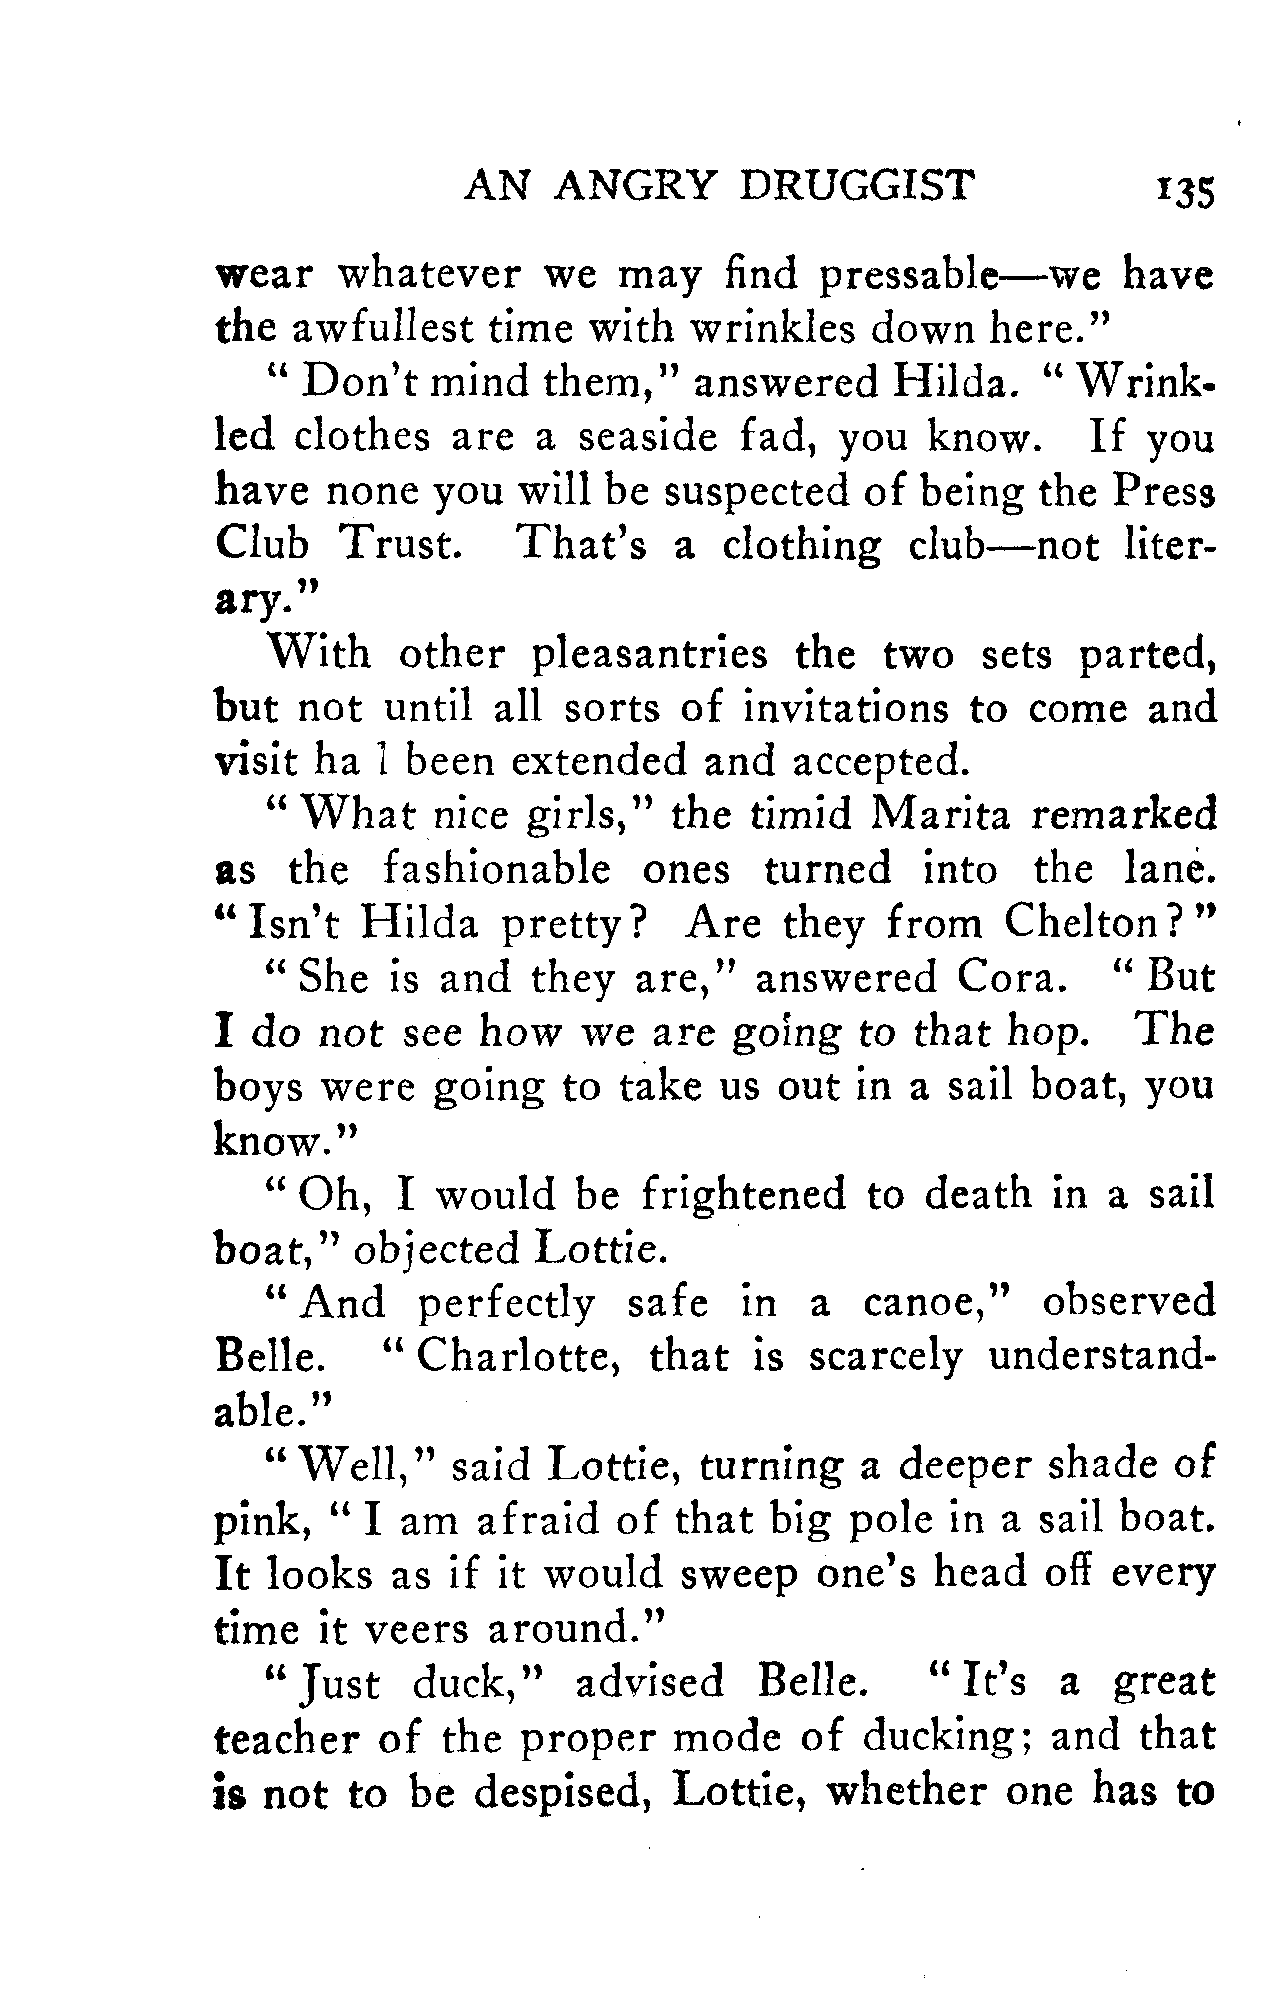 AN ANGRY DRUGGIST 135
wear whatever we may find pressable—we have
the awfullest time with wrinkles down here."
" Don't mind them," answered Hilda. " Wrink-
led clothes are a seaside fad, you know. If you
have none you will be suspected of being the Press
Club Trust. That's a clothing club—not liter-
ary."
With other pleasantries the two sets parted,
but not until all sorts of invitations to come and
visit ha l been extended and accepted.
" What nice girls," the timid Marita remarked
as the fashionable ones turned into the lane.
" Isn't Hilda pretty? Are they from Chelton? "
" She is and they are," answered Cora. " But
I do not see how we are going to that hop. The
boys were going to take us out in a sail boat, you
know."
" Oh, I would be frightened to death in a sail
boat," objected Lottie.
" And perfectly safe in a canoe," observed
Belle. " Charlotte, that is scarcely understand-
able."
" Well," said Lottie, turning a deeper shade of
pink, " I am afraid of that big pole in a sail boat.
It looks as if it would sweep one's head off every
time it veers around."
" Just duck," advised Belle. " It's a great
teacher of the proper mode of ducking; and that
is not to be despised, Lottie, whether one has to